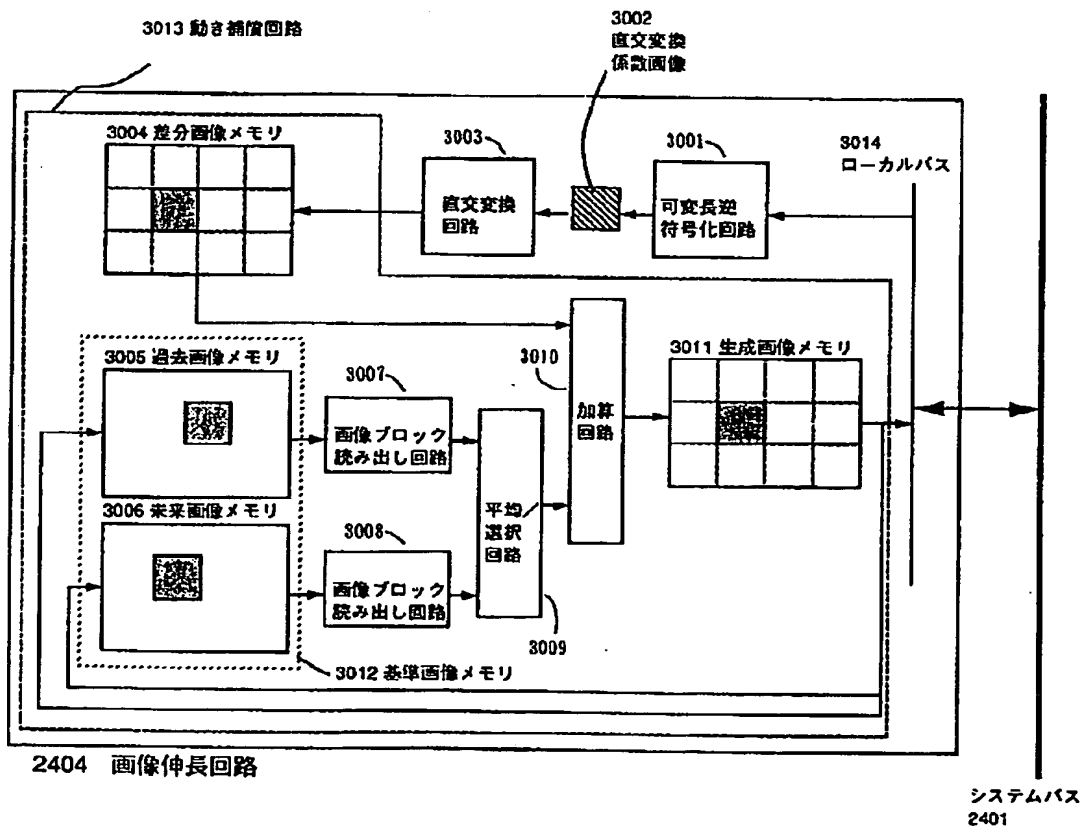 3013 動き補償回路
3002
直交変換
係数画像
3004 差分画像メモリ
3003
直交変換
回路
3001
可変長逆
符号化回路
3014
ローカルバス
3005 過去画像メモリ
3007
画像ブロック
読み出し回路
3010
加算
回路
3011 生成画像メモリ
3006 未来画像メモリ
3008
画像ブロック
読み出し回路
平均
選択
回路
3009
3012 基準画像メモリ
2404 画像伸長回路
システムバス
2401